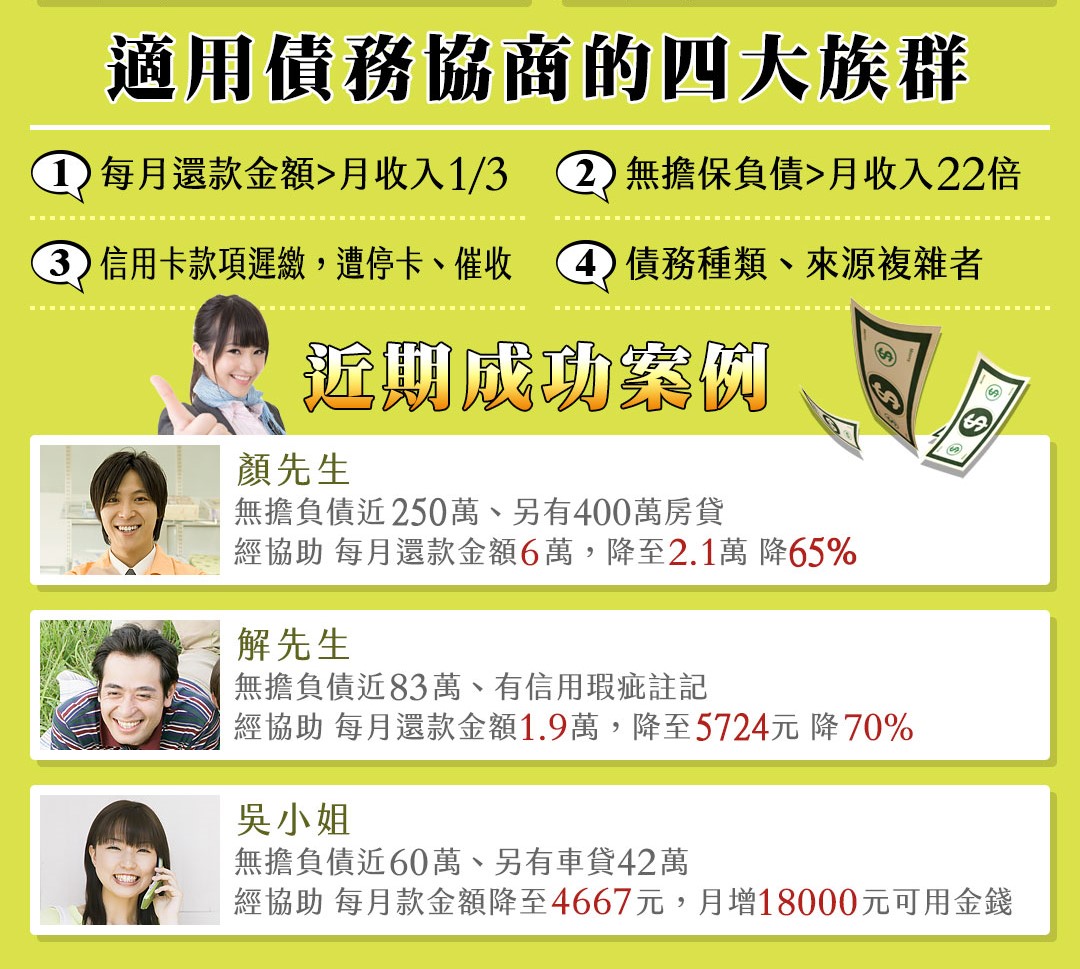 適用債務協商的四大族群
1 每月還款金額>月收入1/3
2 無擔保負債>月收入22倍
3 信用卡款項遲繳，遭停卡、催收
4 債務種類、來源複雜者
近期成功案例
顏先生
無擔負債近250萬、另有400萬房貸
經協助 每月還款金額6萬，降至2.1萬 降65%
解先生
無擔負債近83萬、有信用瑕疵註記
經協助 每月還款金額1.9萬，降至5724元 降70%
吳小姐
無擔負債近60萬、另有車貸42萬
經協助 每月款金額降至4667元，月增18000元可用金錢